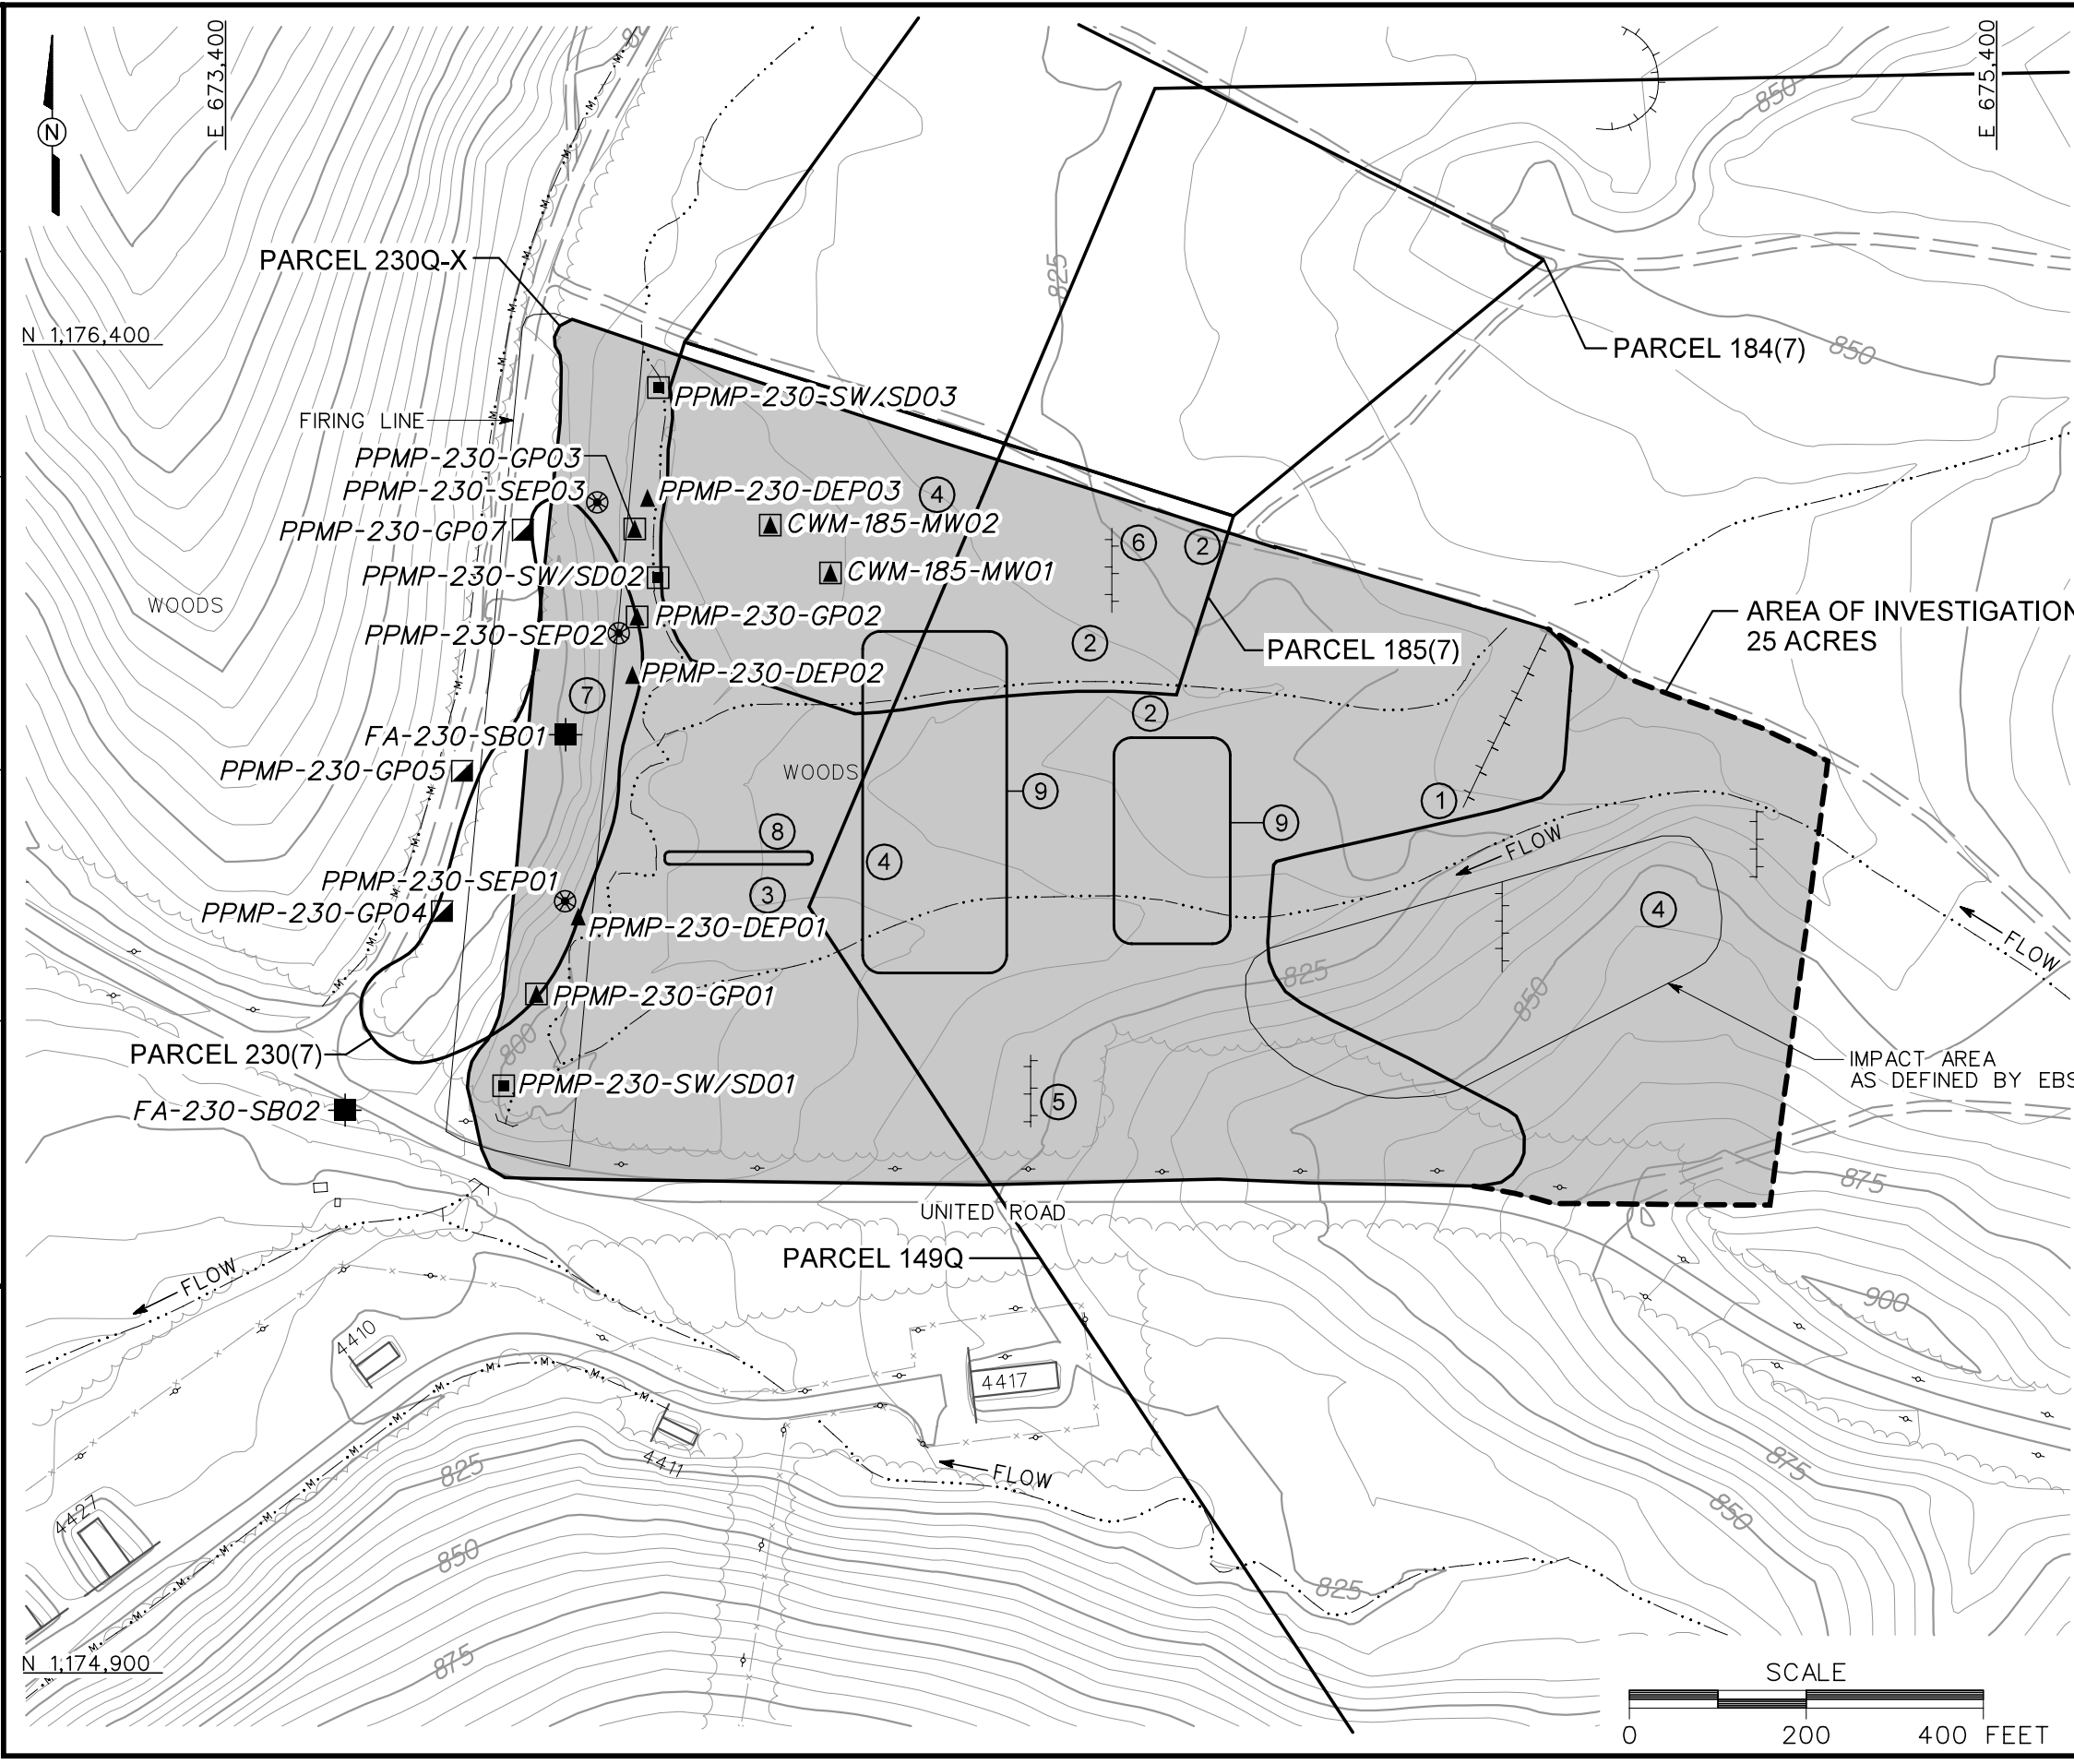 E 673,400
E 675,400
N
850
825
PARCEL 230Q-X
N 1,176,400
PARCEL 184(7)
850
FIRING LINE
PPMP-230-SW/SD03
PPMP-230-GP03
PPMP-230-SEP03
PPMP-230-DEP03
4
PPMP-230-GP07
CWM-185-MW02
6
2
PPMP-230-SW/SD02
CWM-185-MW01
WOODS
PPMP-230-GP02
AREA OF INVESTIGATION
25 ACRES
PPMP-230-SEP02
2
PARCEL 185(7)
PPMP-230-DEP02
7
2
FA-230-SB01
PPMP-230-GP05
WOODS
9
1
9
8
FLOW
4
PPMP-230-SEP01
3
4
PPMP-230-GP04
PPMP-230-DEP01
FLOW
825
850
PPMP-230-GP01
800
PARCEL 230(7)
IMPACT AREA
AS DEFINED BY EBS
PPMP-230-SW/SD01
5
FA-230-SB02
875
UNITED ROAD
PARCEL 149Q
FLOW
900
4410
4417
4411
825
FLOW
875
850
4427
850
825
875
N 1,174,900
SCALE
0 200 400 FEET